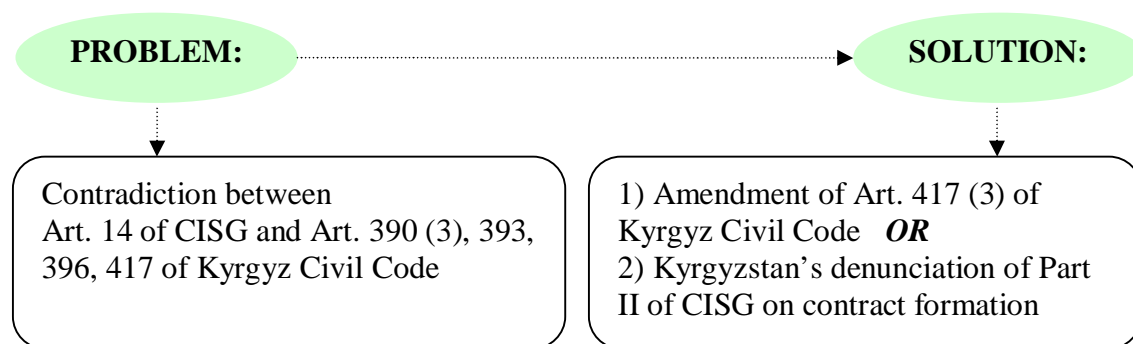 PROBLEM:
SOLUTION:
Contradiction between
Art. 14 of CISG and Art. 390 (3), 393,
396, 417 of Kyrgyz Civil Code
1) Amendment of Art. 417 (3) of
Kyrgyz Civil Code OR
2) Kyrgyzstan’s denunciation of Part
II of CISG on contract formation